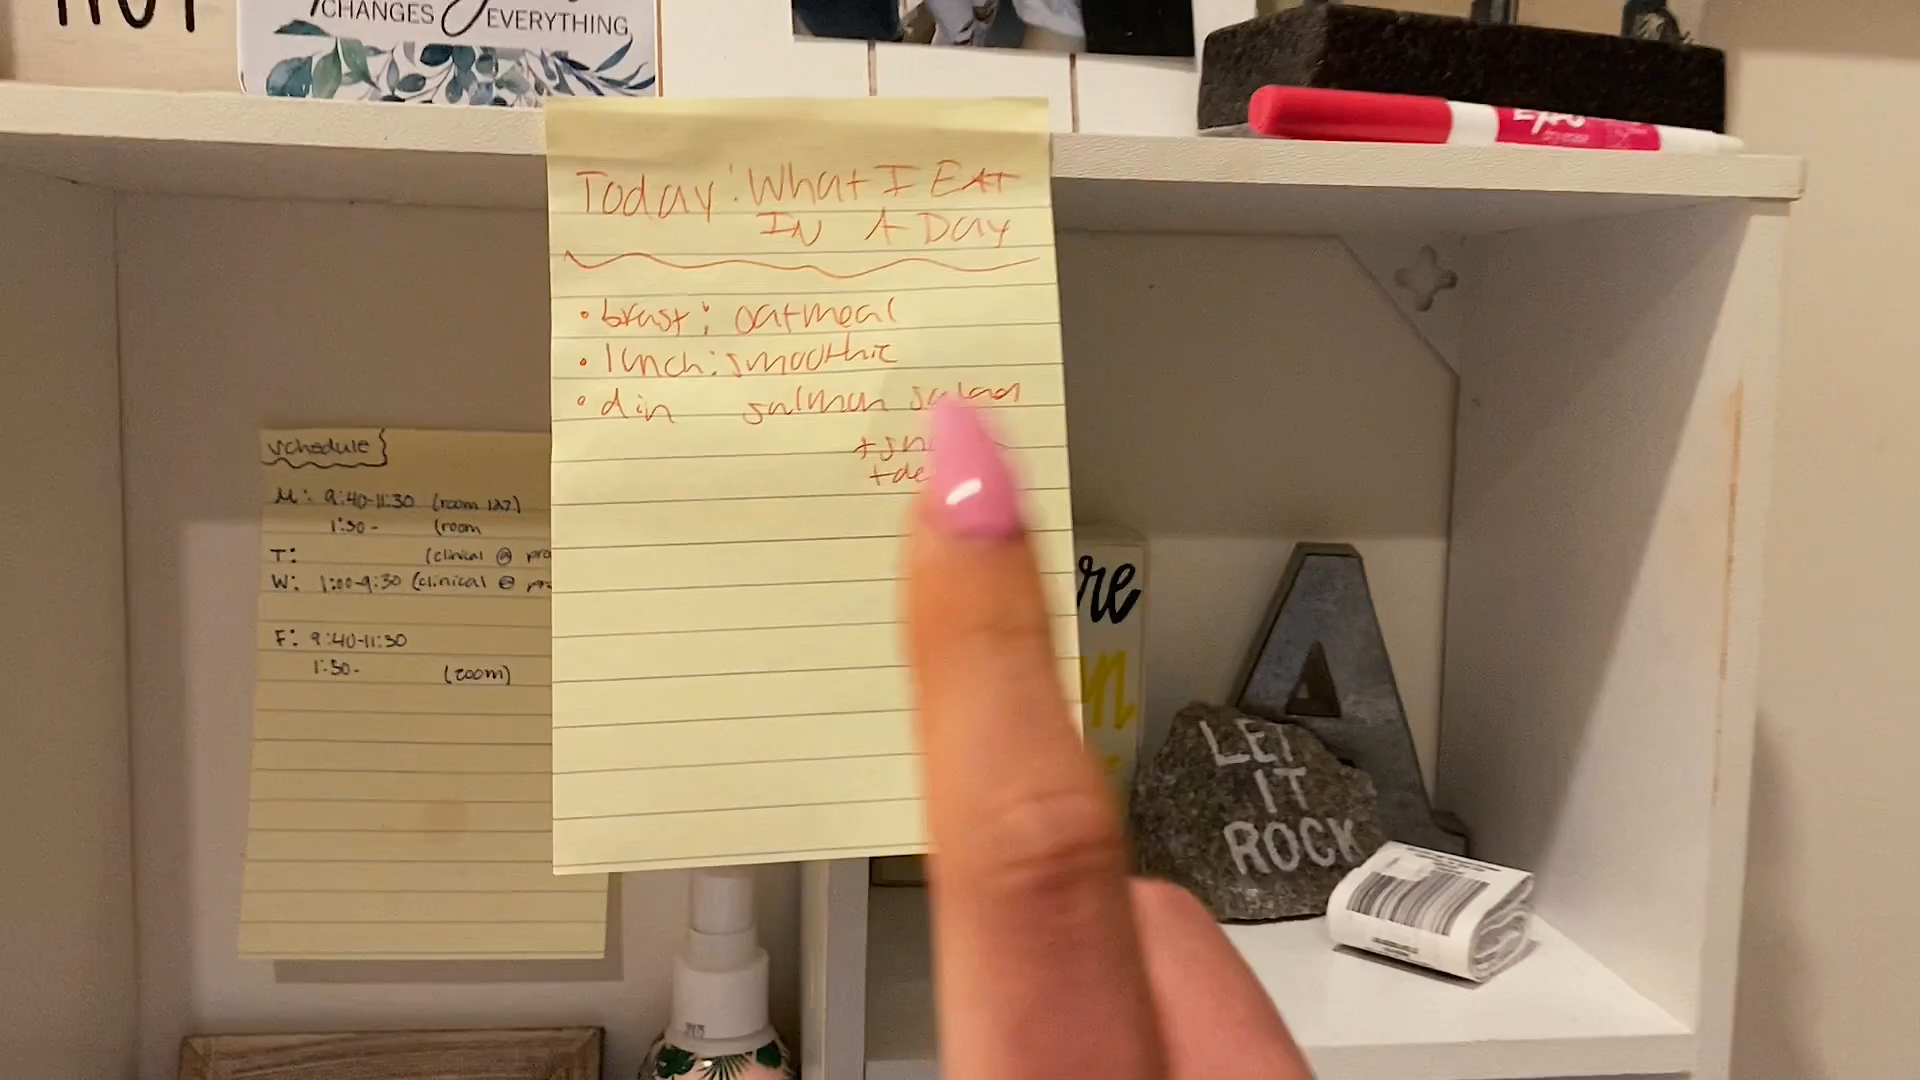 CHANGES EVERYTHING
EXPO
Today: What I EAT
IN A Day
• brfast: oatmeal
• lunch: smoothie
• din salmon salad
schedule
M: 9:40-11:30 (room 127)
1:30- (room
T: (clinical @
W: 1:00-9:30 (clinical @
F: 9:40-11:30
1:30- (zoom)
LET
IT
ROCK
A